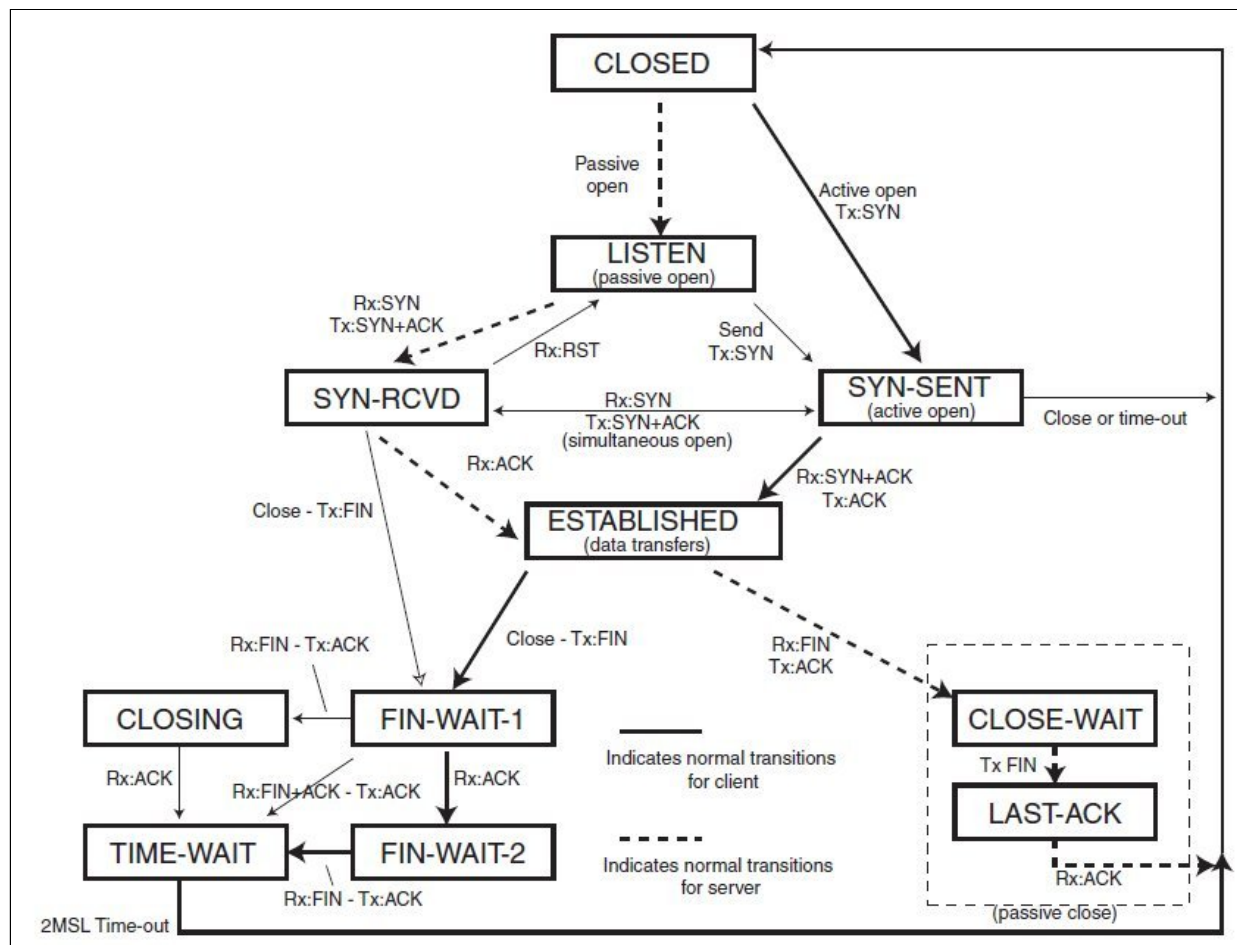 CLOSED
Passive
open
Active open
Tx:SYN
LISTEN
(passive open)
Rx:SYN
Tx:SYN+ACK
Rx:RST
Send
Tx:SYN
SYN-RCVD
Rx:SYN
Tx:SYN+ACK
(simultaneous open)
SYN-SENT
(active open)
Close or time-out
Rx:ACK
Rx:SYN+ACK
Tx:ACK
Close - Tx:FIN
ESTABLISHED
(data transfers)
Close - Tx:FIN
Rx:FIN
Tx:ACK
Rx:FIN - Tx:ACK
CLOSING
FIN-WAIT-1
CLOSE-WAIT
Indicates normal transitions
for client
Rx:ACK
Rx:FIN+ACK - Tx:ACK
Rx:ACK
Tx FIN
LAST-ACK
TIME-WAIT
FIN-WAIT-2
Indicates normal transitions
for server
Rx:FIN - Tx:ACK
Rx:ACK
(passive close)
2MSL Time-out